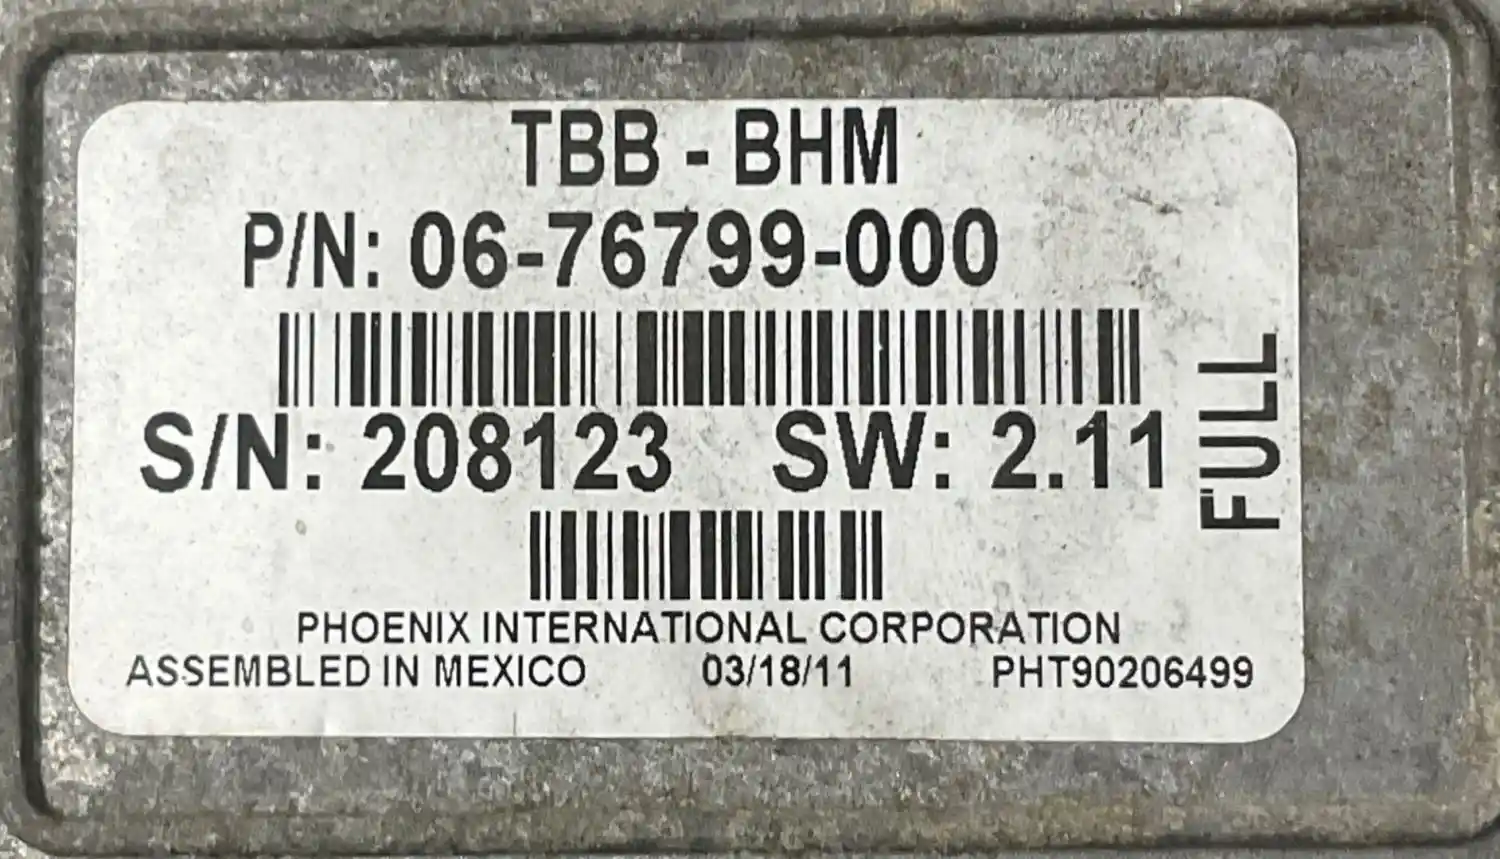 TBB - BHM
P/N: 06-76799-000
S/N: 208123 SW: 2.11
FULL
PHOENIX INTERNATIONAL CORPORATION
ASSEMBLED IN MEXICO 03/18/11 PHT90206499